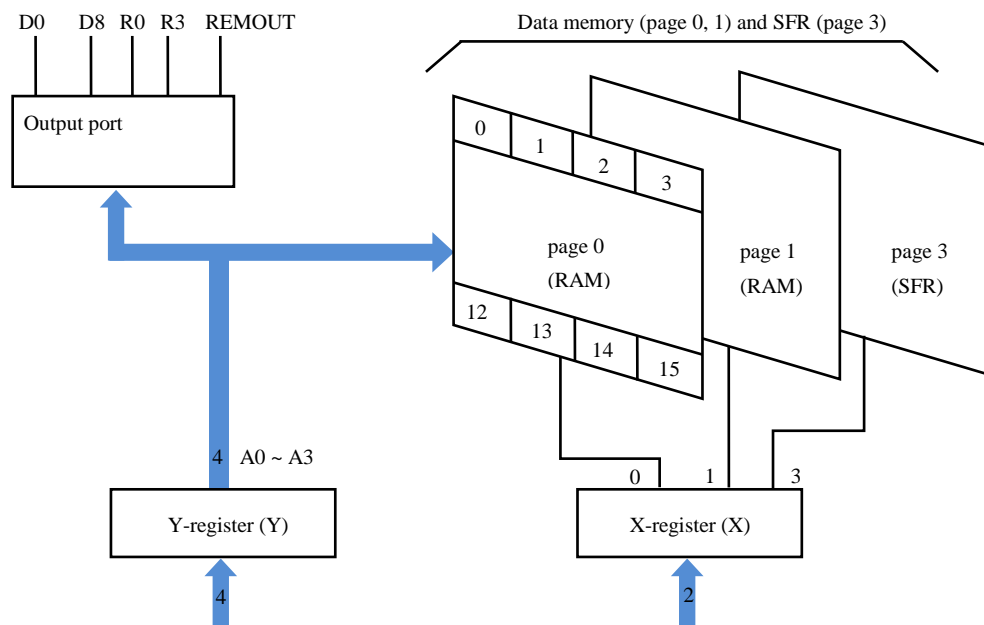 Data memory (page 0, 1) and SFR (page 3)
D0 D8 R0 R3 REMOUT
Output port
0 1 2 3
page 0
(RAM)
page 1
(RAM)
page 3
(SFR)
12 13 14 15
4 A0 ~ A3
0 1 3
Y-register (Y)
X-register (X)
4
2